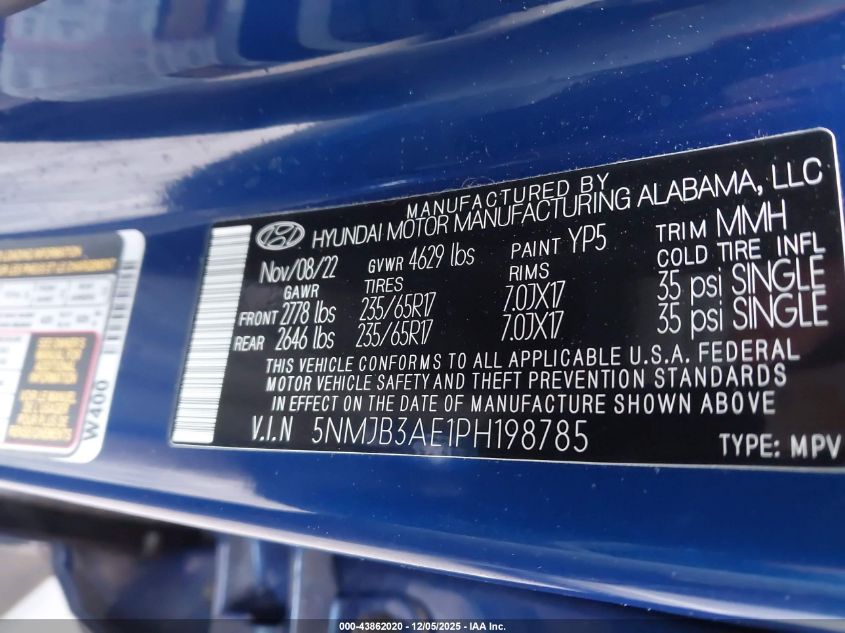 MANUFACTURED BY
HYUNDAI MOTOR MANUFACTURING ALABAMA, LLC
Nov/08/22 GVWR 4629 lbs PAINT YP5 TRIM MMH
GAWR TIRES RIMS COLD TIRE INFL
FRONT 2778 lbs 235/65R17 7.0JX17 35 psi SINGLE
REAR 2646 lbs 235/65R17 7.0JX17 35 psi SINGLE
THIS VEHICLE CONFORMS TO ALL APPLICABLE U.S.A. FEDERAL
MOTOR VEHICLE SAFETY AND THEFT PREVENTION STANDARDS
IN EFFECT ON THE DATE OF MANUFACTURE SHOWN ABOVE
V.I.N 5NMJB3AE1PH198785 TYPE: MPV
W400
000-43862020 - 12/05/2025 - IAA Inc.